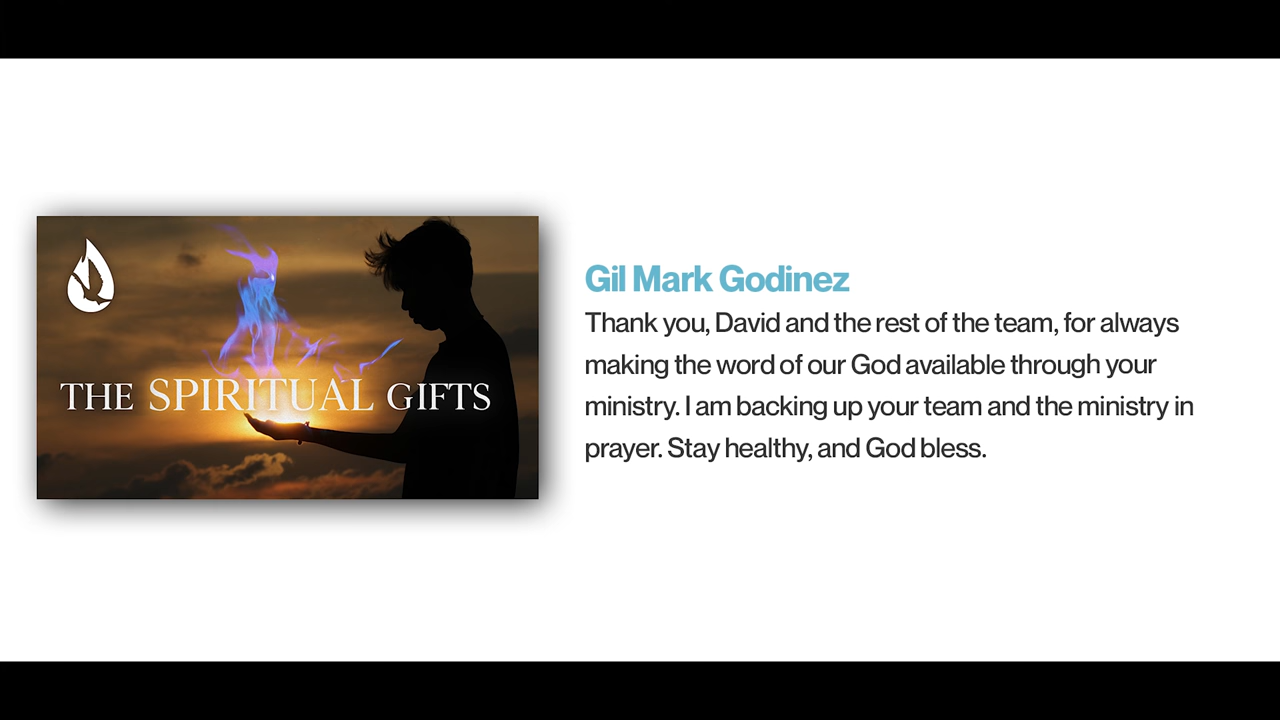 THE SPIRITUAL GIFTS
Gil Mark Godinez
Thank you, David and the rest of the team, for always
making the word of our God available through your
ministry. I am backing up your team and the ministry in
prayer. Stay healthy, and God bless.